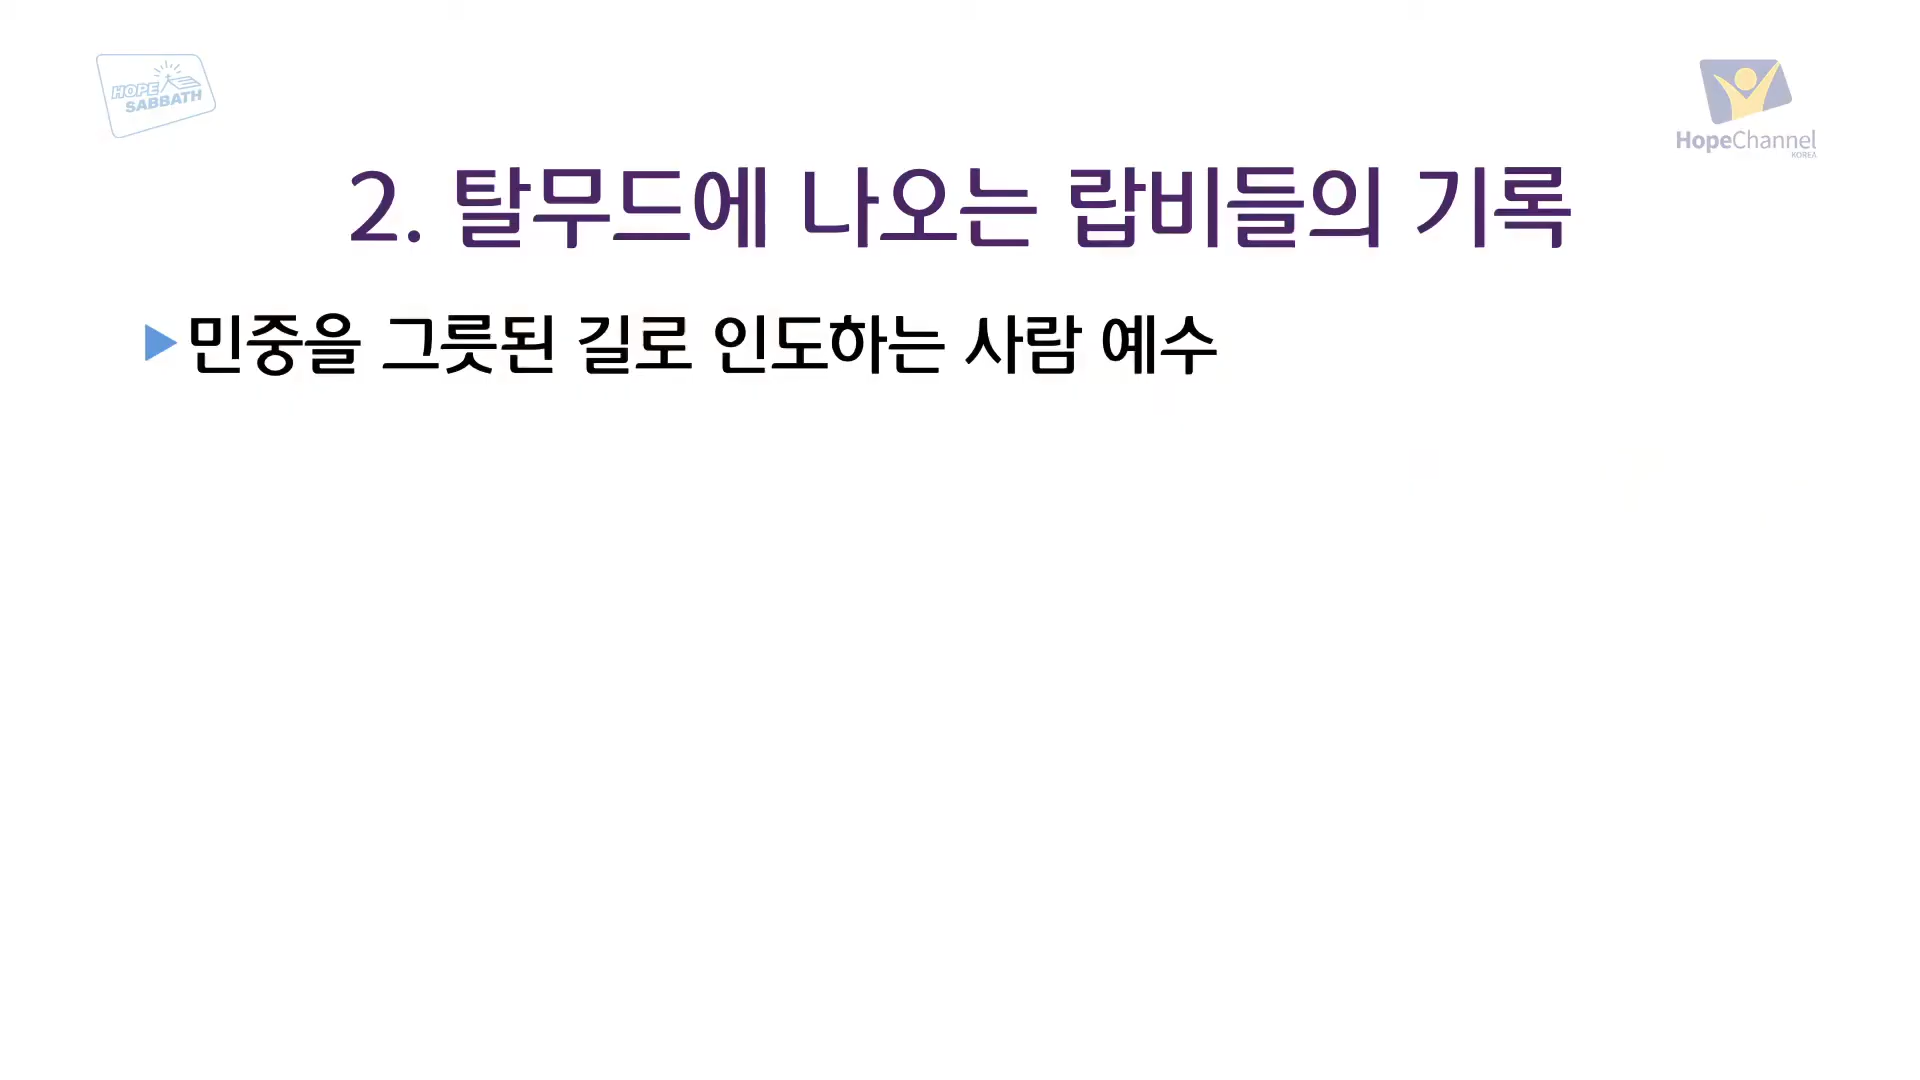 HOPE
SABBATH
HopeChannel
KOREA
2. 탈무드에 나오는 랍비들의 기록
▶민중을 그릇된 길로 인도하는 사람 예수